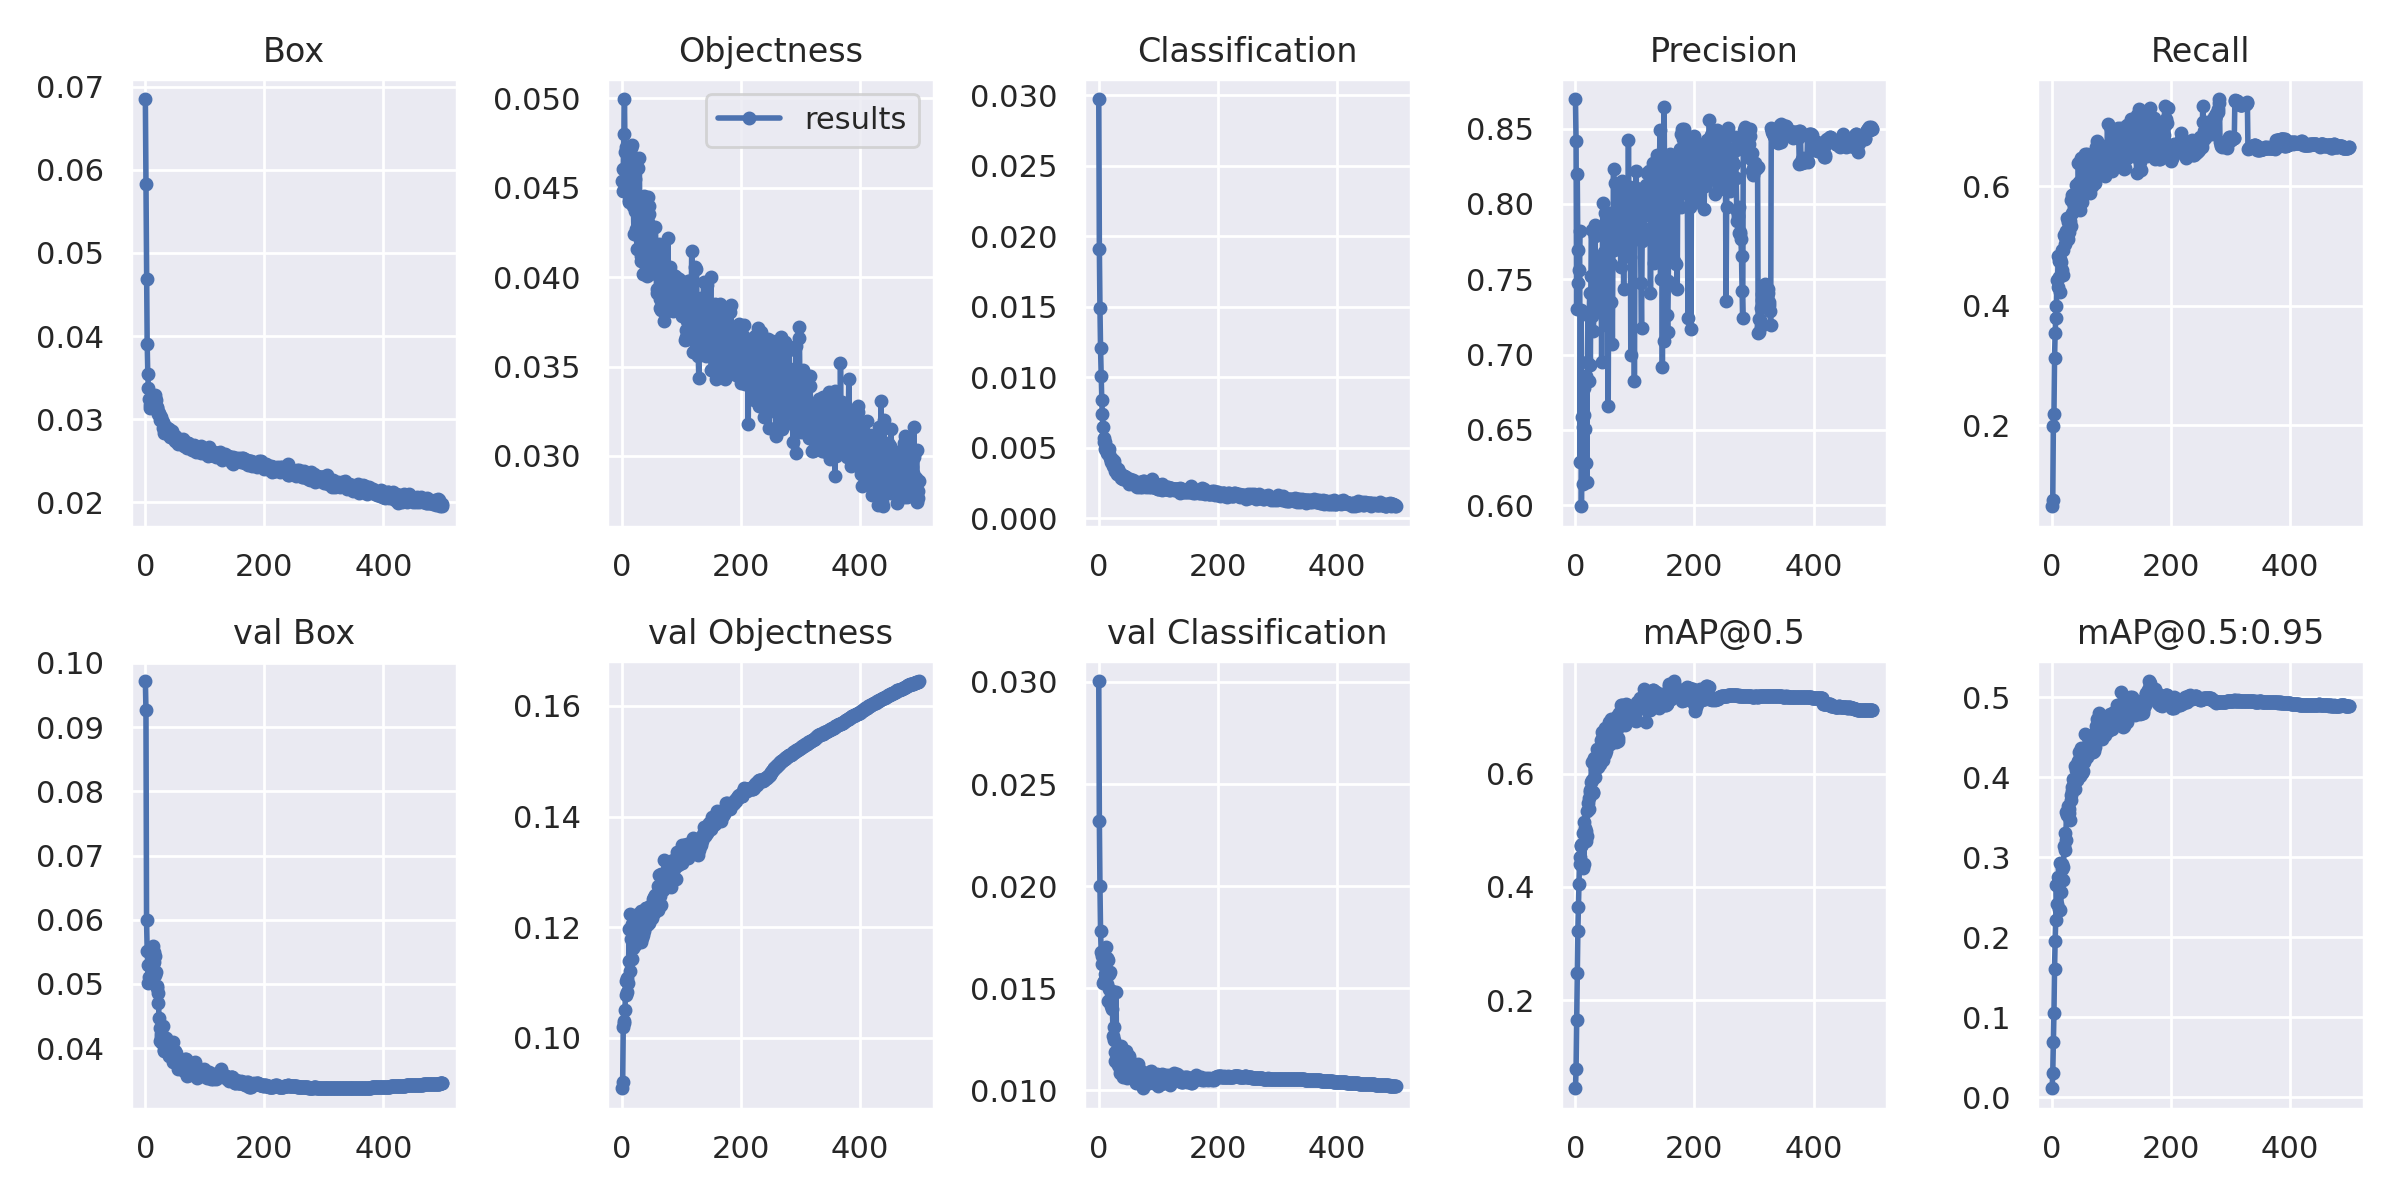 Box
0.07
0.06
0.05
0.04
0.03
0.02
0 200 400
Objectness
results
0.050
0.045
0.040
0.035
0.030
0 200 400
Classification
0.030
0.025
0.020
0.015
0.010
0.005
0.000
0 200 400
Precision
0.85
0.80
0.75
0.70
0.65
0.60
0 200 400
Recall
0.6
0.4
0.2
0 200 400
val Box
0.10
0.09
0.08
0.07
0.06
0.05
0.04
0 200 400
val Objectness
0.16
0.14
0.12
0.10
0 200 400
val Classification
0.030
0.025
0.020
0.015
0.010
0 200 400
mAP@0.5
0.6
0.4
0.2
0 200 400
mAP@0.5:0.95
0.5
0.4
0.3
0.2
0.1
0.0
0 200 400